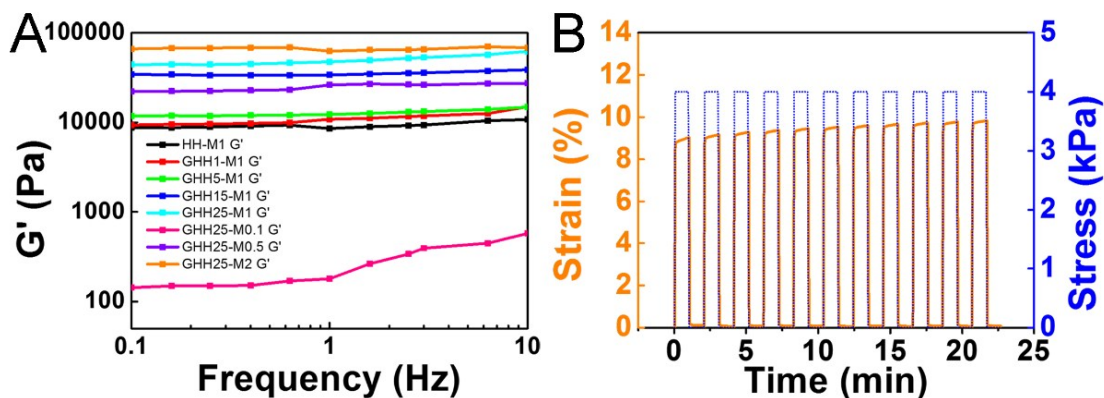 A
G' (Pa)
100000
10000
1000
100
HH-M1 G'
GHH1-M1 G'
GHH5-M1 G'
GHH15-M1 G'
GHH25-M1 G'
GHH25-M0.1 G'
GHH25-M0.5 G'
GHH25-M2 G'
0.1 1 10
Frequency (Hz)
B
Strain (%)
14
12
10
8
6
4
2
0
0 5 10 15 20 25
Time (min)
5
4
3
2
1
0
Stress (kPa)